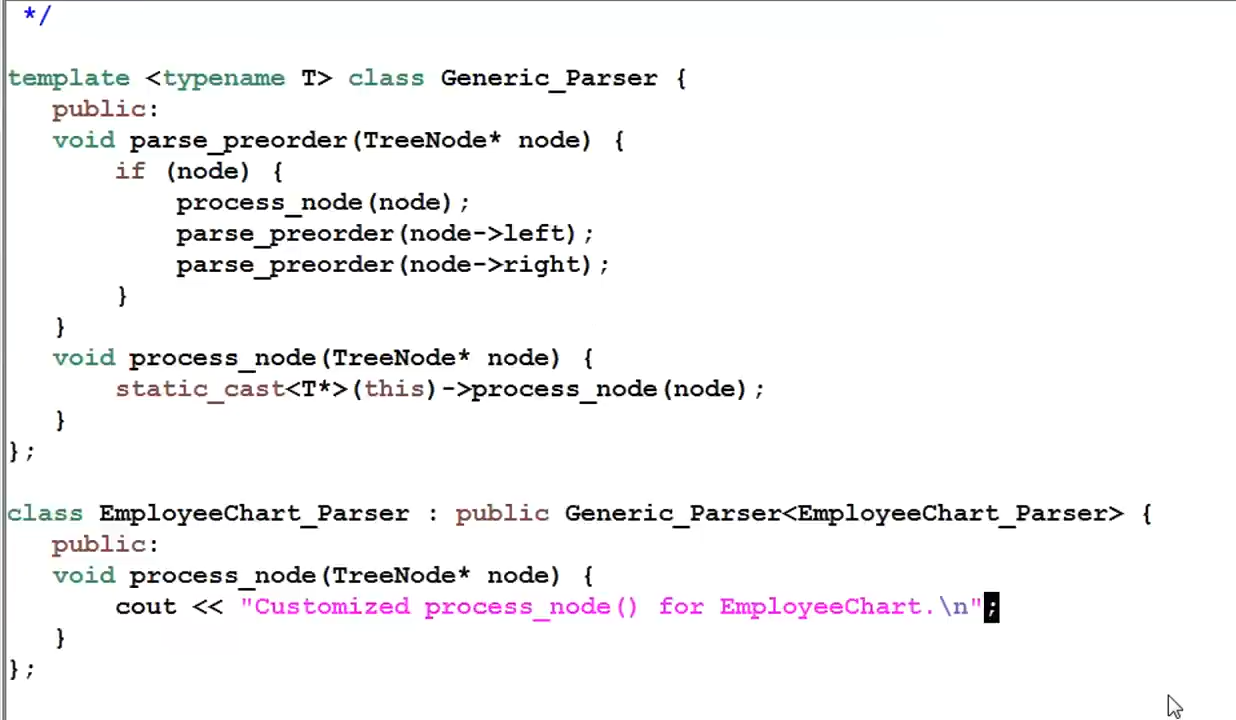 */
template <typename T> class Generic_Parser {
public:
void parse_preorder(TreeNode* node) {
if (node) {
process_node(node);
parse_preorder(node->left);
parse_preorder(node->right);
}
}
void process_node(TreeNode* node) {
static_cast<T*>(this)->process_node(node);
}
};
class EmployeeChart_Parser : public Generic_Parser<EmployeeChart_Parser> {
public:
void process_node(TreeNode* node) {
cout << "Customized process_node() for EmployeeChart.\n";
}
};